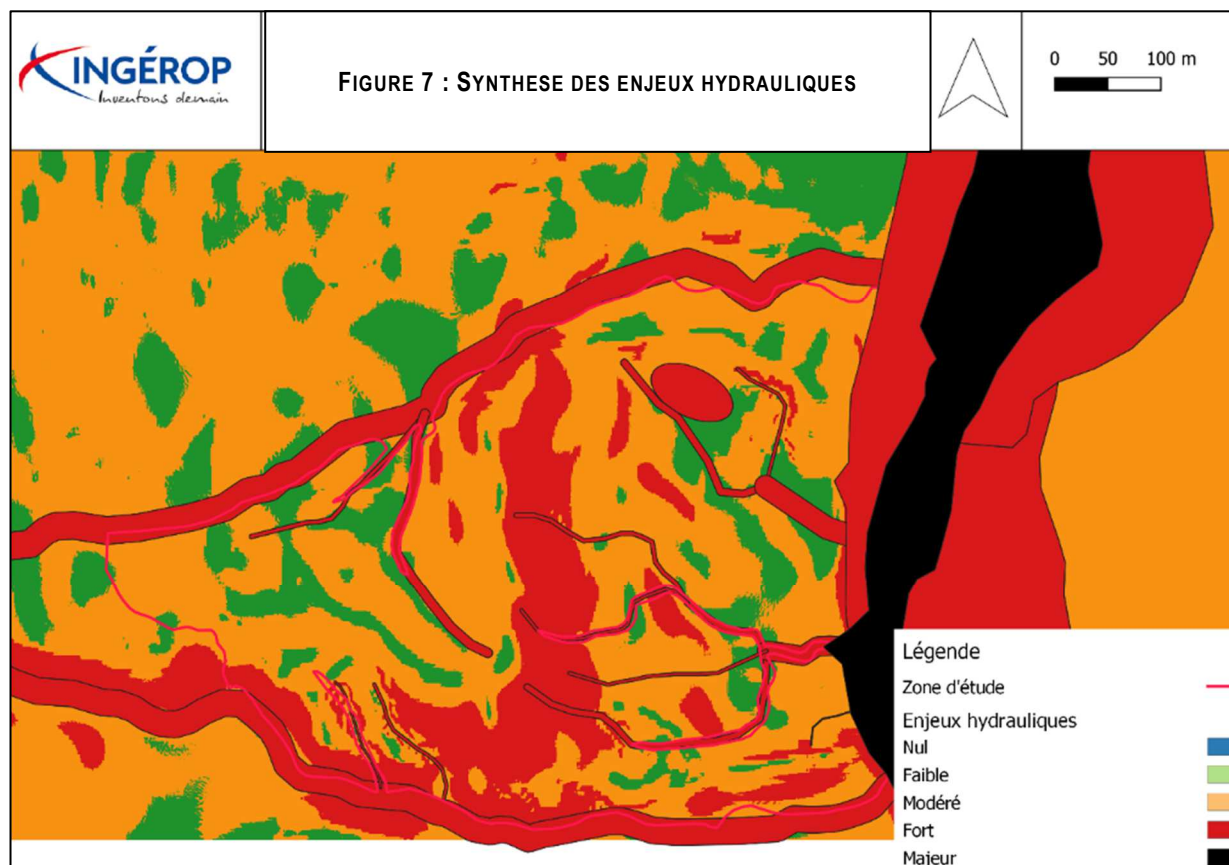 INGÉROP
Inventons demain
FIGURE 7 : SYNTHESE DES ENJEUX HYDRAULIQUES
0 50 100 m
Légende
Zone d'étude
Enjeux hydrauliques
Nul
Faible
Modéré
Fort
Majeur